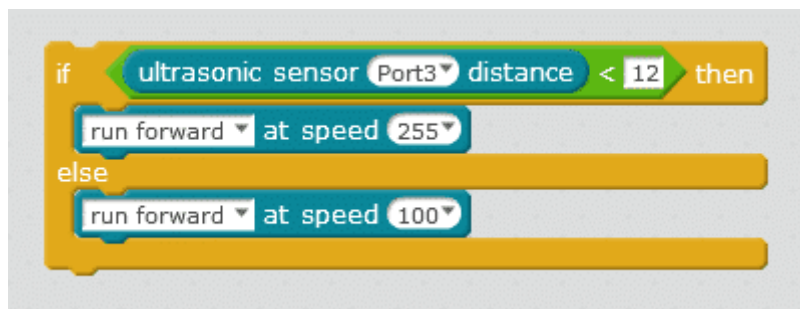 if ultrasonic sensor Port3 distance < 12 then
run forward at speed 255
else
run forward at speed 100